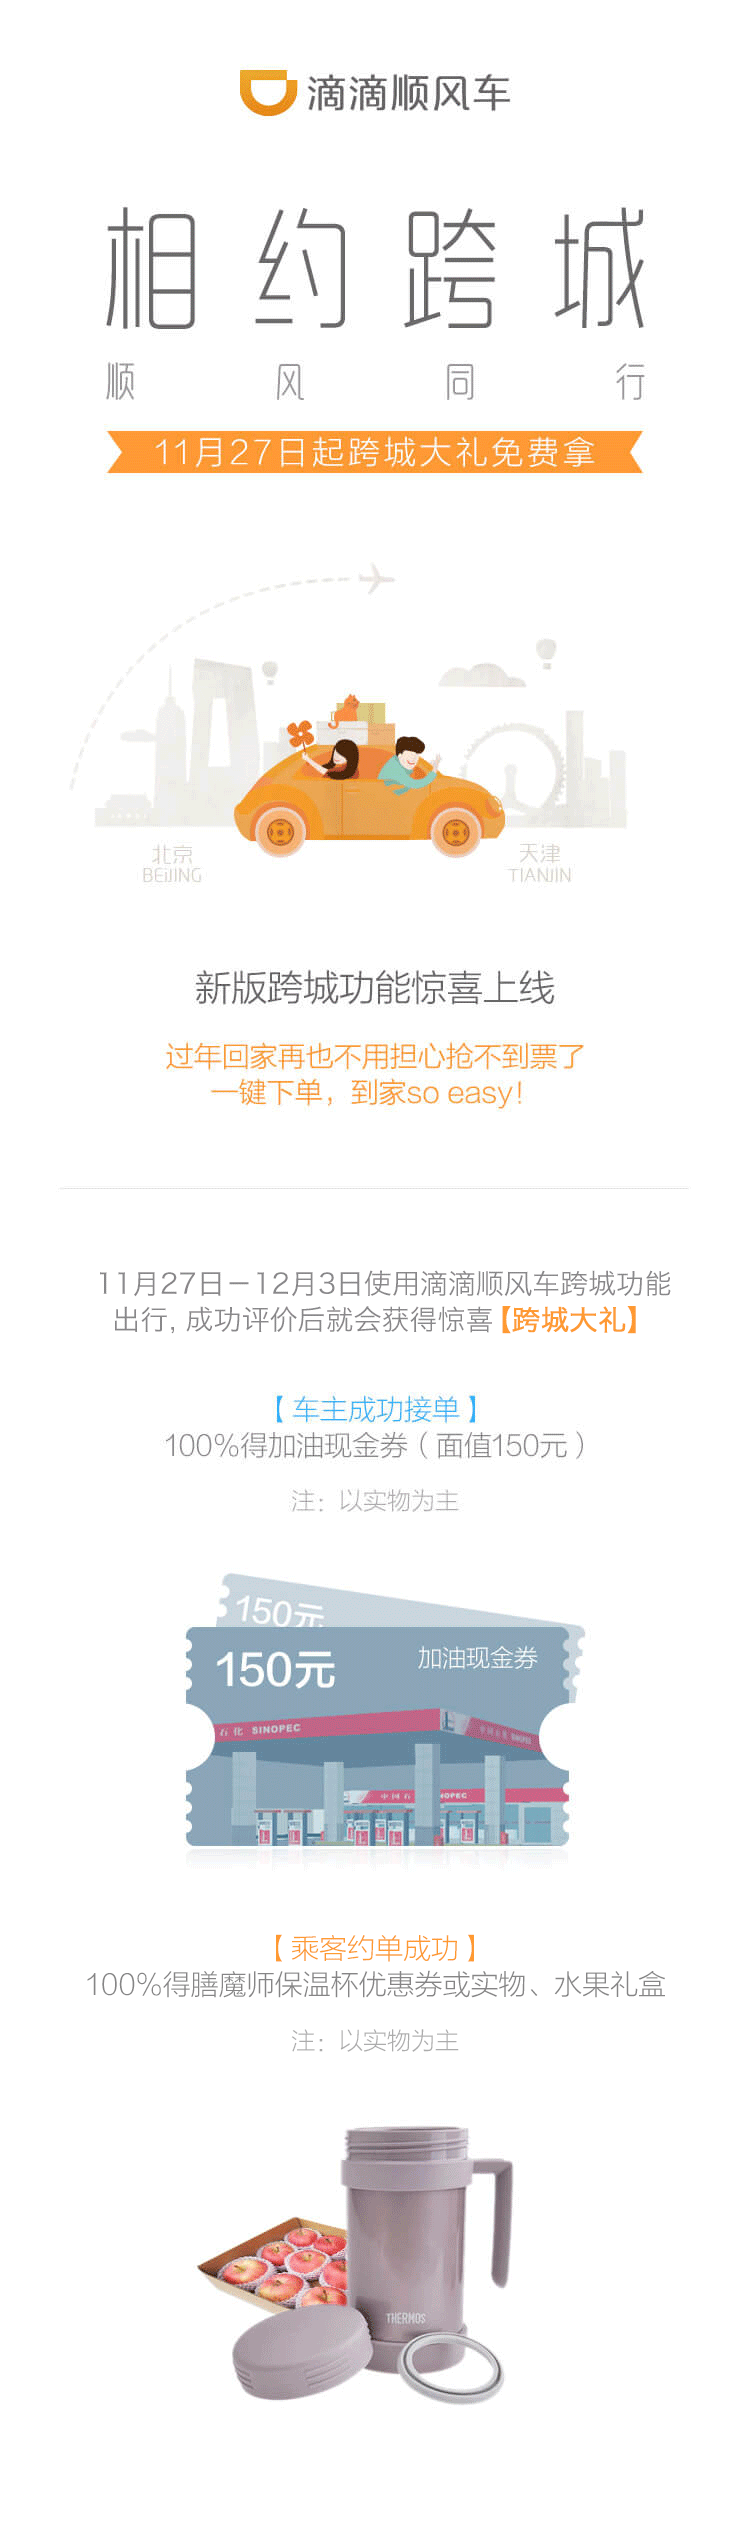 滴滴顺风车
相约跨城
顺风同行
11月27日起跨城大礼免费拿
北京
BEIJING
天津
TIANJIN
新版跨城功能惊喜上线
过年回家再也不用担心抢不到票了
一键下单，到家so easy！
11月27日－12月3日使用滴滴顺风车跨城功能
出行，成功评价后就会获得惊喜【跨城大礼】
【 车主成功接单 】
100%得加油现金券（ 面值150元 ）
注：以实物为主
150元
150元
加油现金券
石化 SINOPEC
中国石化 SINOPEC
中国石 NOPEC
【 乘客约单成功 】
100%得膳魔师保温杯优惠券或实物、水果礼盒
注：以实物为主
THERMOS